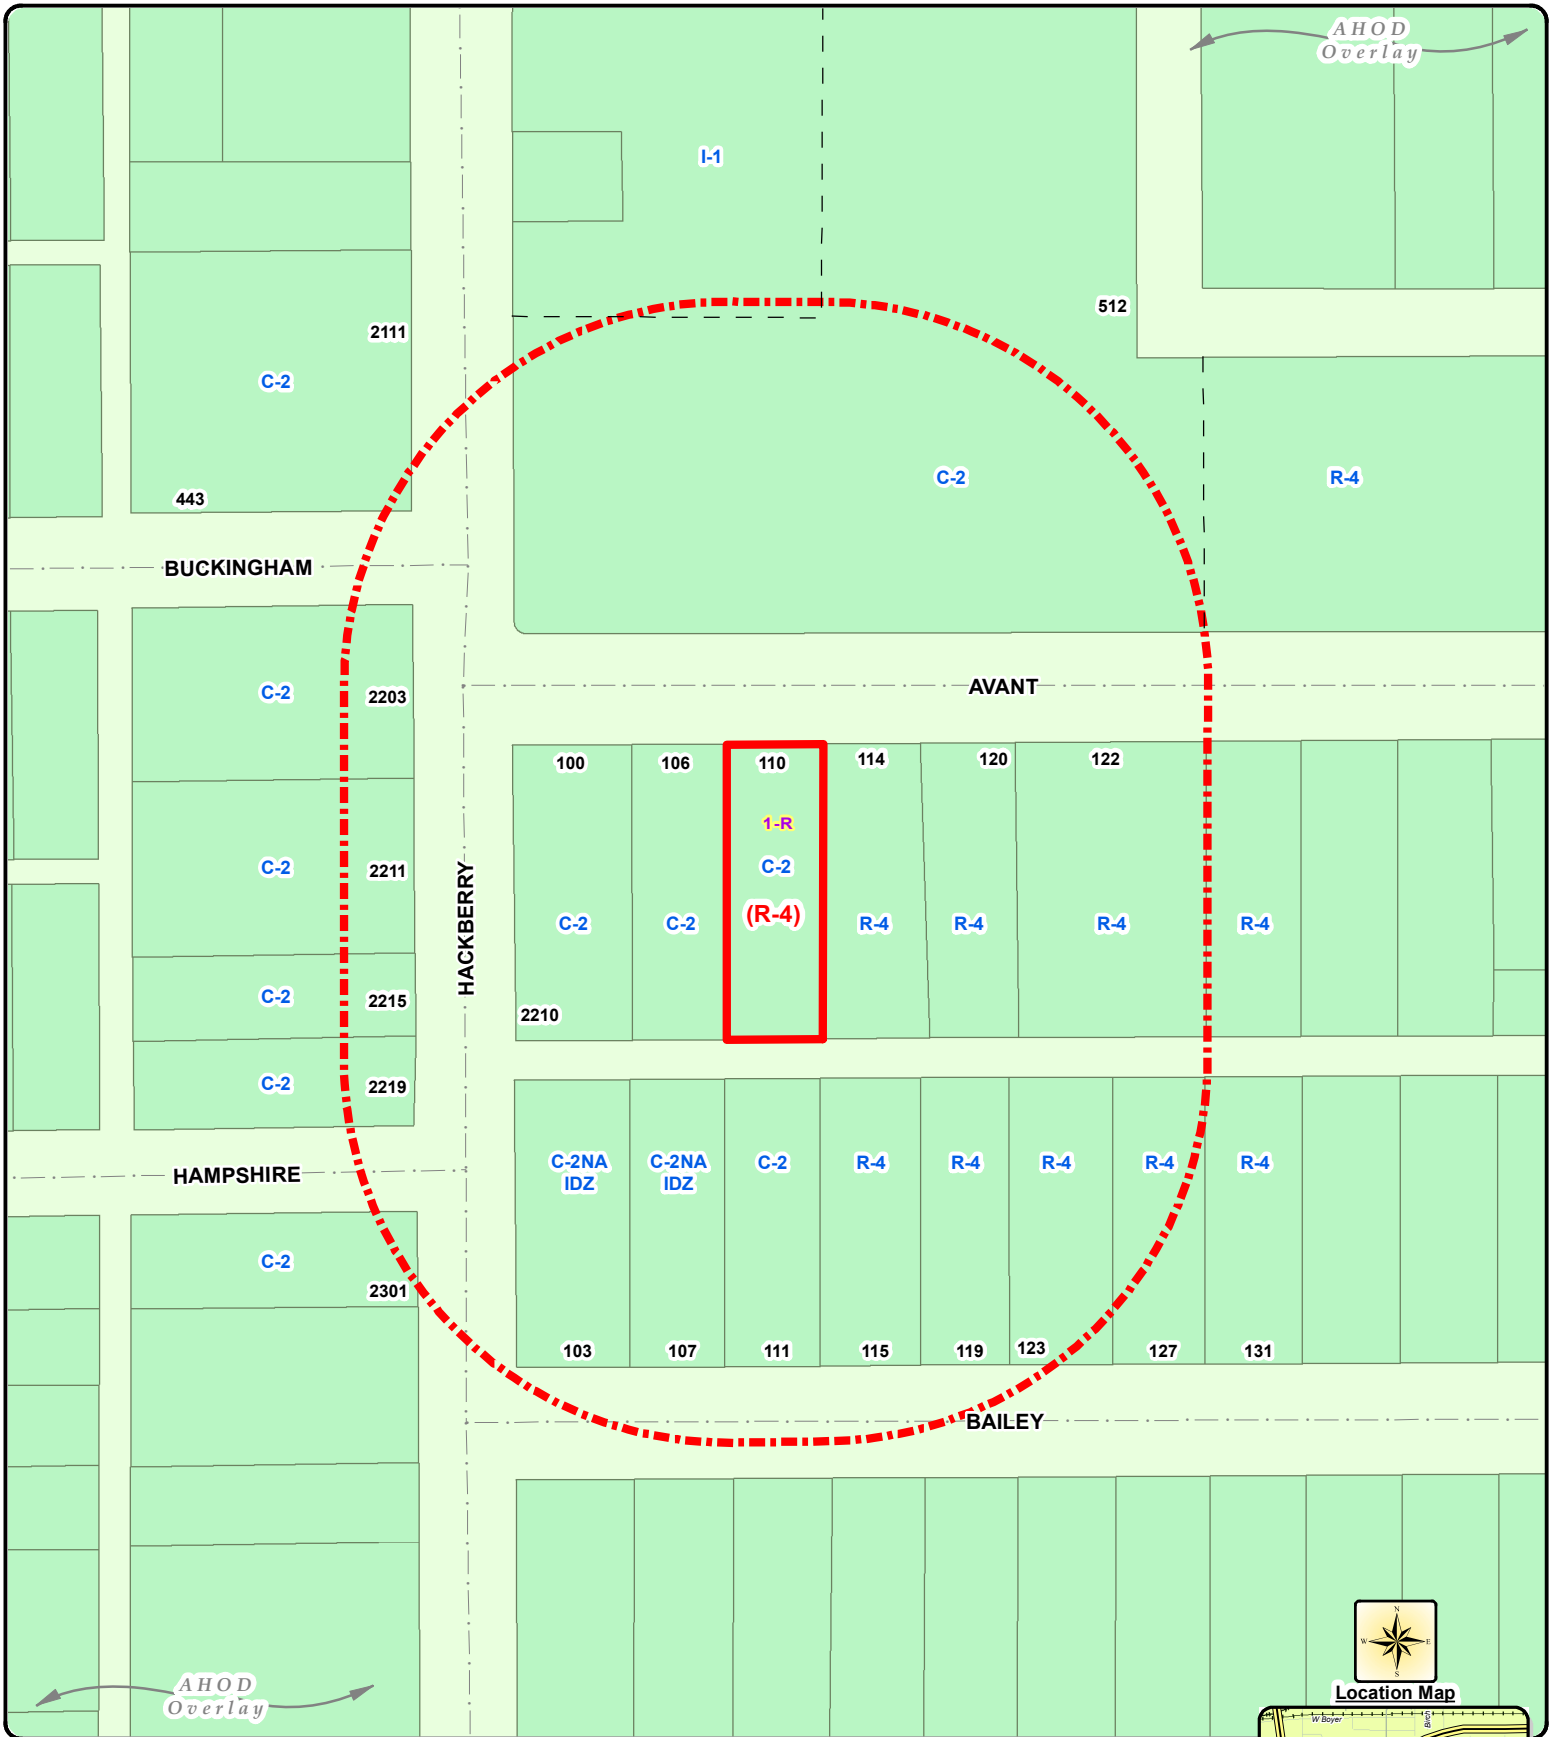 AHOD
Overlay
I-1
512
2111
C-2
443
C-2
R-4
BUCKINGHAM
C-2
2203
AVANT
100
106
110
114
120
122
1-R
C-2
2211
C-2
HACKBERRY
C-2
C-2
(R-4)
R-4
R-4
R-4
R-4
C-2
2215
2210
C-2
2219
HAMPSHIRE
C-2NA
IDZ
C-2NA
IDZ
C-2
R-4
R-4
R-4
R-4
R-4
C-2
2301
103
107
111
115
119
123
127
131
BAILEY
N
W
E
S
AHOD
Overlay
Location Map
W Boyer
Birch